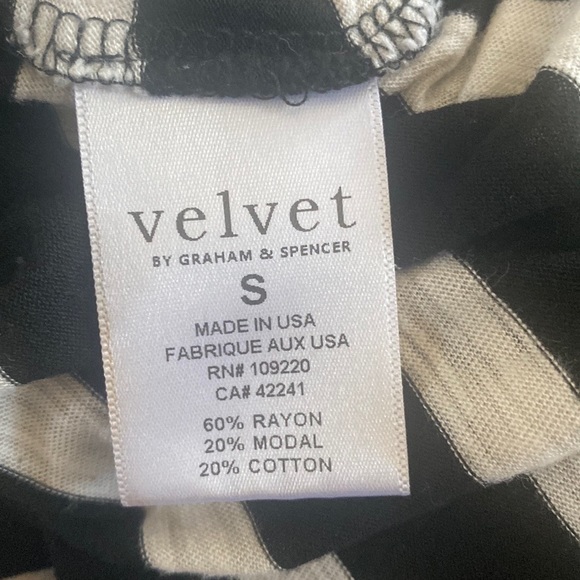 velvet
BY GRAHAM & SPENCER
S
MADE IN USA
FABRIQUE AUX USA
RN# 109220
CA# 42241
60% RAYON
20% MODAL
20% COTTON